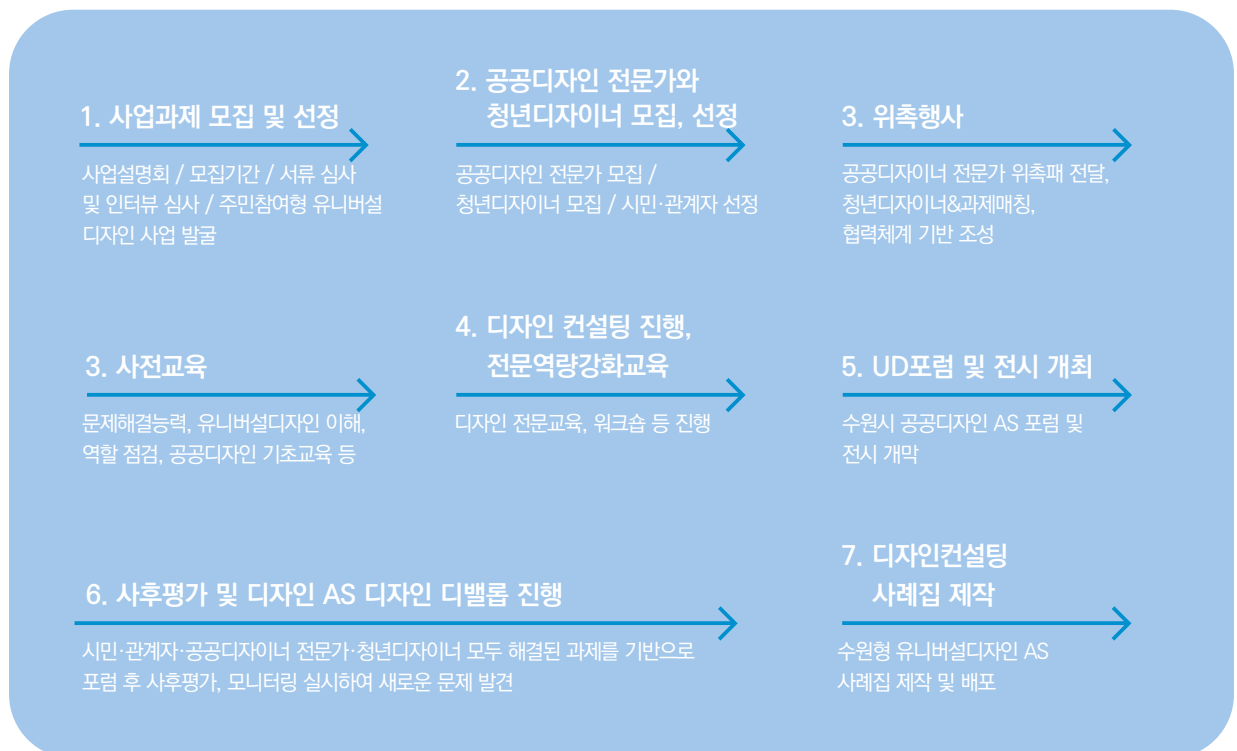 1. 사업과제 모집 및 선정
사업설명회 / 모집기간 / 서류 심사
및 인터뷰 심사 / 주민참여형 유니버설
디자인 사업 발굴
2. 공공디자인 전문가와
청년디자이너 모집, 선정
공공디자인 전문가 모집 /
청년디자이너 모집 / 시민·관계자 선정
3. 위촉행사
공공디자이너 전문가 위촉패 전달,
청년디자이너&과제매칭,
협력체계 기반 조성
3. 사전교육
문제해결능력, 유니버설디자인 이해,
역할 점검, 공공디자인 기초교육 등
4. 디자인 컨설팅 진행,
전문역량강화교육
디자인 전문교육, 워크숍 등 진행
5. UD포럼 및 전시 개최
수원시 공공디자인 AS 포럼 및
전시 개막
6. 사후평가 및 디자인 AS 디자인 디밸롭 진행
시민·관계자·공공디자이너 전문가·청년디자이너 모두 해결된 과제를 기반으로
포럼 후 사후평가, 모니터링 실시하여 새로운 문제 발견
7. 디자인컨설팅
사례집 제작
수원형 유니버설디자인 AS
사례집 제작 및 배포